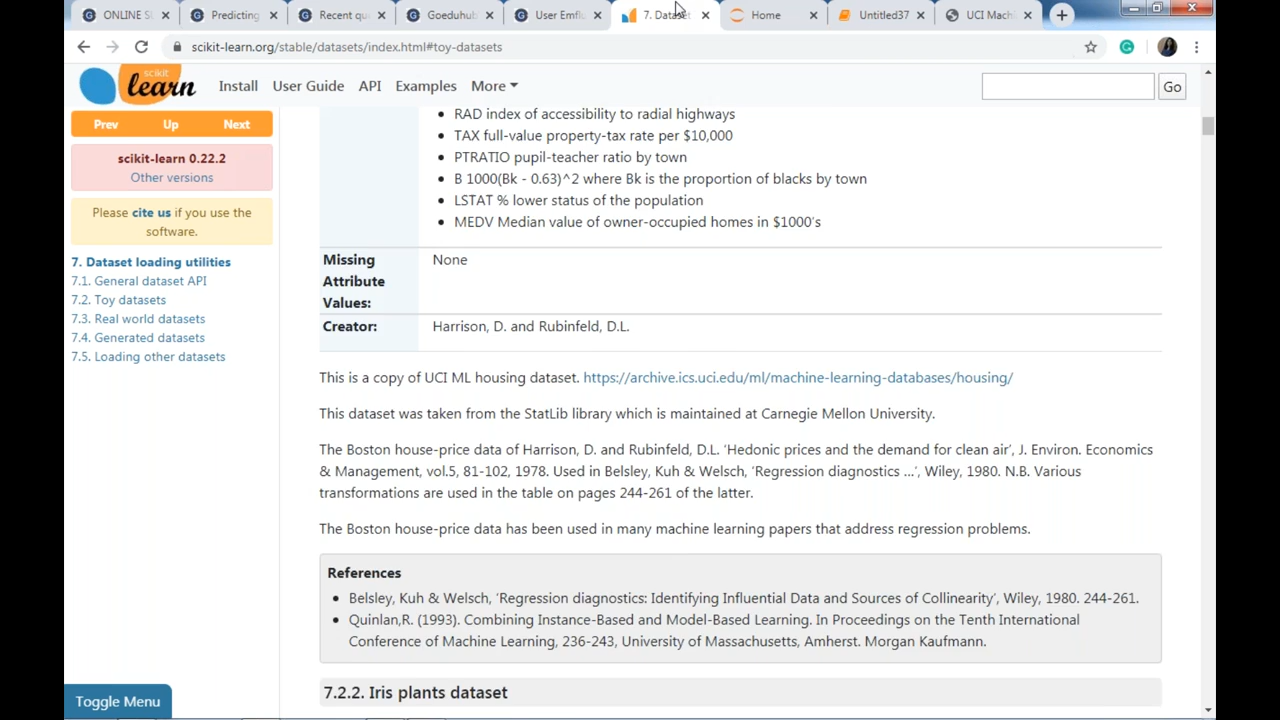 ONLINE S
Predicting
Recent qu
Goeduhub
User Emflu
7. Datas
Home
Untitled37
UCI Machi
scikit-learn.org/stable/datasets/index.html#toy-datasets
scikit
learn
Install
User Guide
API
Examples
More
Go
Prev
Up
Next
scikit-learn 0.22.2
Other versions
Please cite us if you use the
software.
7. Dataset loading utilities
7.1. General dataset API
7.2. Toy datasets
7.3. Real world datasets
7.4. Generated datasets
7.5. Loading other datasets
Toggle Menu
• RAD index of accessibility to radial highways
• TAX full-value property-tax rate per $10,000
• PTRATIO pupil-teacher ratio by town
• B 1000(Bk - 0.63)^2 where Bk is the proportion of blacks by town
• LSTAT % lower status of the population
• MEDV Median value of owner-occupied homes in $1000's
Missing
Attribute
Values:
None
Creator:
Harrison, D. and Rubinfeld, D.L.
This is a copy of UCI ML housing dataset. https://archive.ics.uci.edu/ml/machine-learning-databases/housing/
This dataset was taken from the StatLib library which is maintained at Carnegie Mellon University.
The Boston house-price data of Harrison, D. and Rubinfeld, D.L. 'Hedonic prices and the demand for clean air', J. Environ. Economics
& Management, vol.5, 81-102, 1978. Used in Belsley, Kuh & Welsch, 'Regression diagnostics ...', Wiley, 1980. N.B. Various
transformations are used in the table on pages 244-261 of the latter.
The Boston house-price data has been used in many machine learning papers that address regression problems.
References
• Belsley, Kuh & Welsch, 'Regression diagnostics: Identifying Influential Data and Sources of Collinearity', Wiley, 1980. 244-261.
• Quinlan,R. (1993). Combining Instance-Based and Model-Based Learning. In Proceedings on the Tenth International
Conference of Machine Learning, 236-243, University of Massachusetts, Amherst. Morgan Kaufmann.
7.2.2. Iris plants dataset